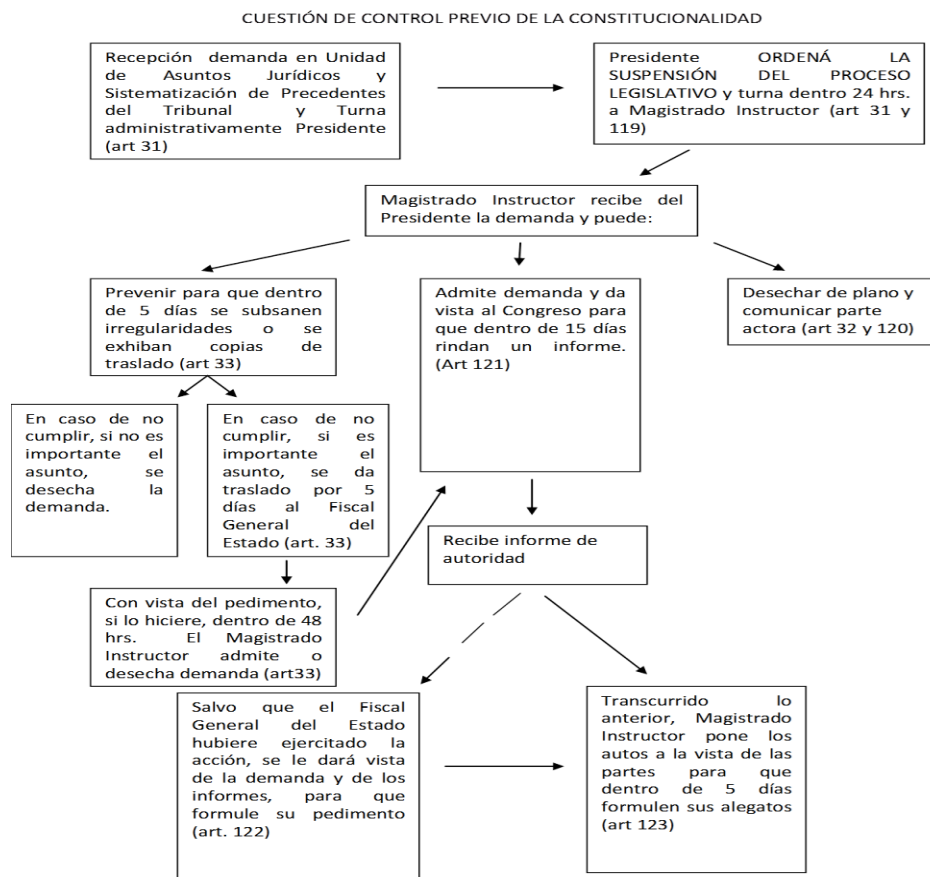 CUESTIÓN DE CONTROL PREVIO DE LA CONSTITUCIONALIDAD
Recepción demanda en Unidad
de Asuntos Jurídicos y
Sistematización de Precedentes
del Tribunal y Turna
administrativamente Presidente
(art 31)
Presidente ORDENÁ LA
SUSPENSIÓN DEL PROCESO
LEGISLATIVO y turna dentro 24 hrs.
a Magistrado Instructor (art 31 y
119)
Magistrado Instructor recibe del
Presidente la demanda y puede:
Prevenir para que dentro
de 5 días se subsanen
irregularidades o se
exhiban copias de
traslado (art 33)
Admite demanda y da
vista al Congreso para
que dentro de 15 días
rindan un informe.
(Art 121)
Desechar de plano y
comunicar parte
actora (art 32 y 120)
En caso de no
cumplir, si no es
importante el
asunto, se
desecha la
demanda.
En caso de no
cumplir, si es
importante el
asunto, se da
traslado por 5
días al Fiscal
General del
Estado (art. 33)
Recibe informe de
autoridad
Con vista del pedimento,
si lo hiciere, dentro de 48
hrs. El Magistrado
Instructor admite o
desecha demanda (art33)
Salvo que el Fiscal
General del Estado
hubiere ejercitado la
acción, se le dará vista
de la demanda y de los
informes, para que
formule su pedimento
(art. 122)
Transcurrido lo
anterior, Magistrado
Instructor pone los
autos a la vista de las
partes para que
dentro de 5 días
formulen sus alegatos
(art 123)